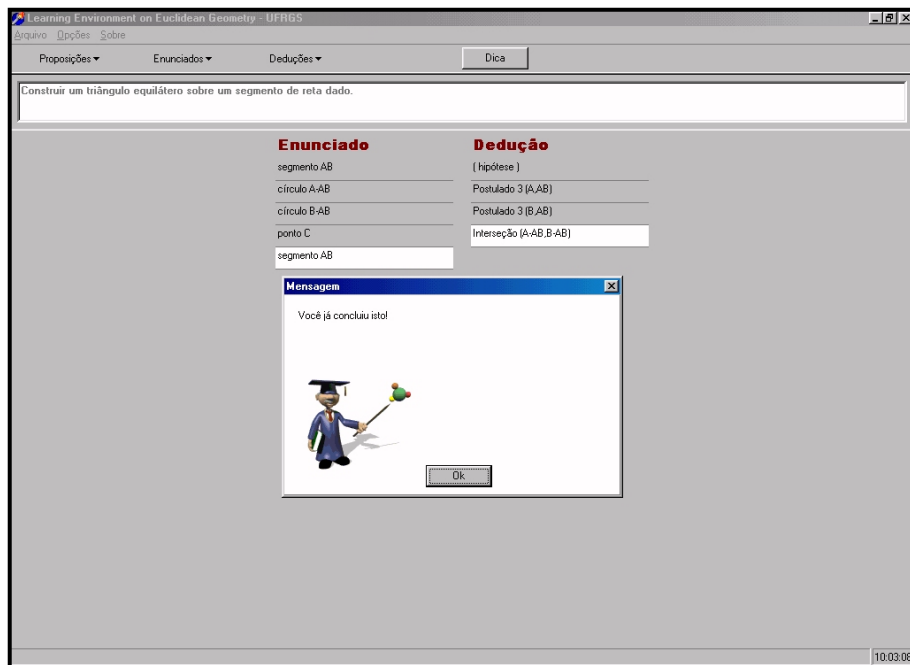 Learning Environment on Euclidean Geometry - UFRGS
Arquivo Opções Sobre
Proposições Enunciados Deduções Dica
Construir um triângulo equilátero sobre um segmento de reta dado.
Enunciado Dedução
segmento AB ( hipótese )
círculo A-AB Postulado 3 (A,AB)
círculo B-AB Postulado 3 (B,AB)
ponto C Interseção (A-AB,B-AB)
segmento AB
Mensagem
Você já concluiu isto!
Ok
10:03:08